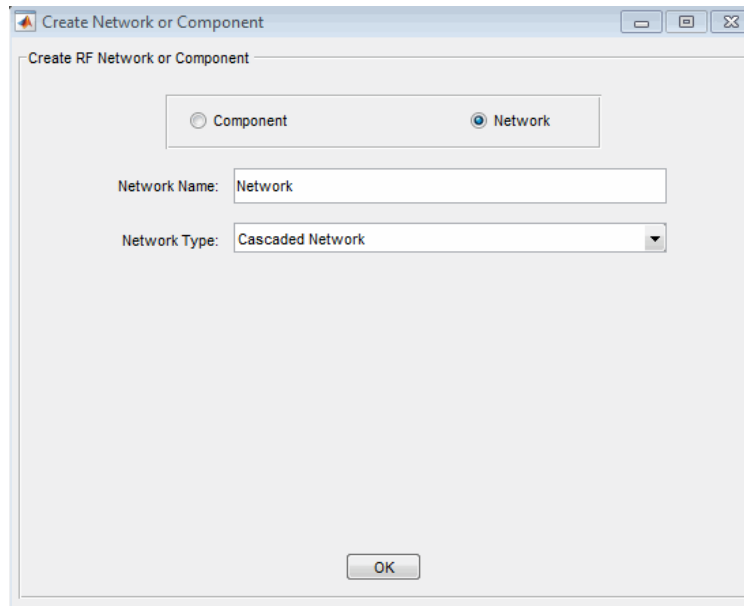 Create Network or Component
Create RF Network or Component
Component Network
Network Name: Network
Network Type: Cascaded Network
OK